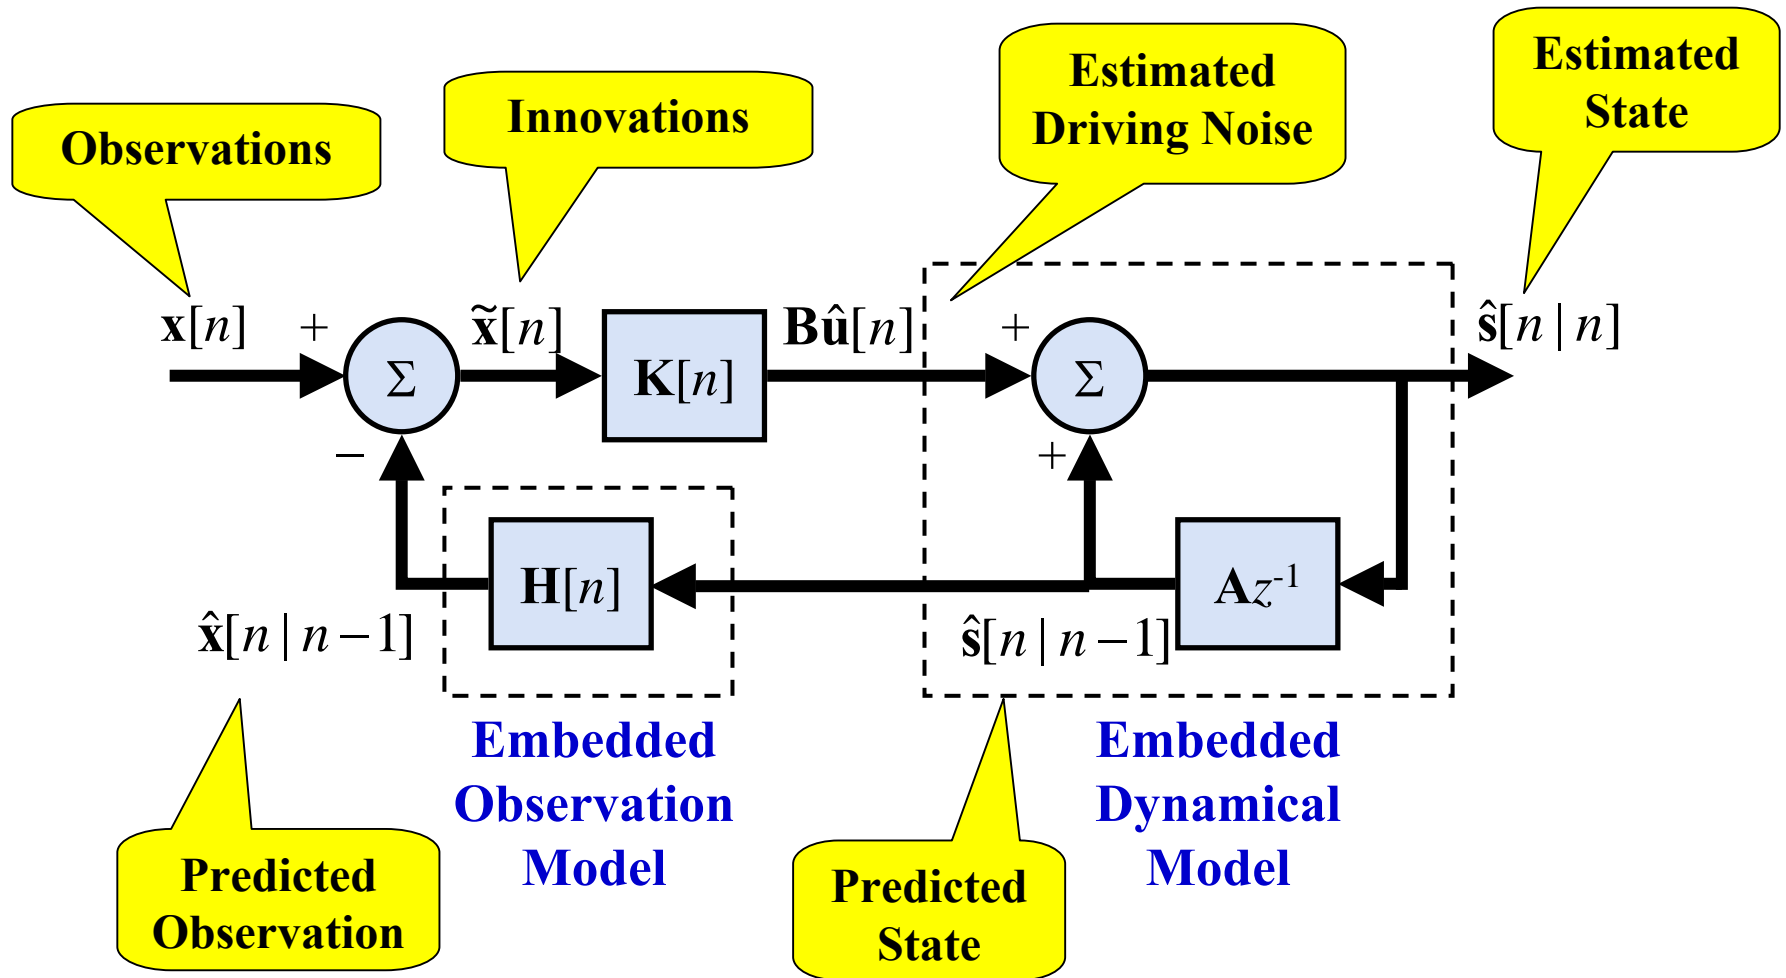 Observations
Innovations
Estimated
Driving Noise
Estimated
State
x[n]
+
Σ
x̃[n]
K[n]
Bû[n]
+
Σ
ŝ[n | n]
−
+
H[n]
Az⁻¹
x̂[n | n − 1]
ŝ[n | n − 1]
Embedded
Observation
Model
Embedded
Dynamical
Model
Predicted
Observation
Predicted
State